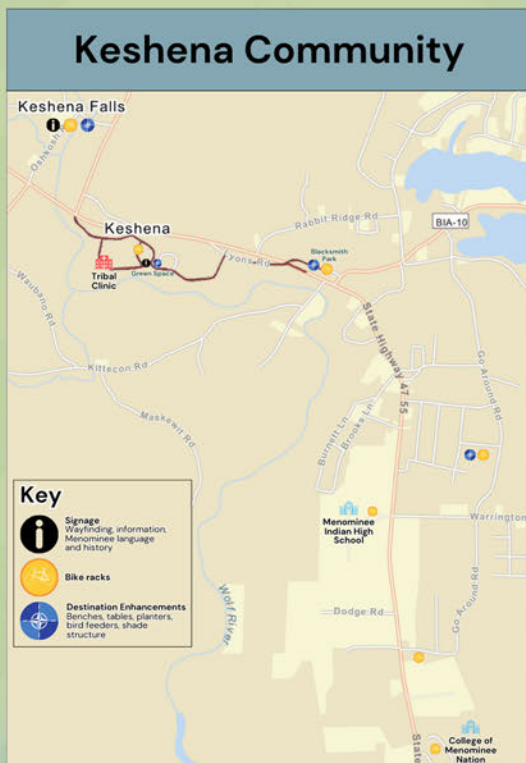 Keshena Community
Keshena Falls
Oshkosh
Rabbit Ridge Rd
BIA-10
Keshena
Blacksmith
Park
Lyons Rd
Tribal
Clinic
Green Space
Waubano Rd
State Highway 47 55
Kittecon Rd
Go Around Rd
Maskewit Rd
Burnett Ln
Brooks Ln
Key
Signage
Wayfinding, information,
Menominee language
and history
Bike racks
Destination Enhancements
Benches, tables, planters,
bird feeders, shade
structure
Menominee
Indian High
School
Warrington
Wolf River
Dodge Rd
Go Around Rd
College of
Menominee
Nation
State